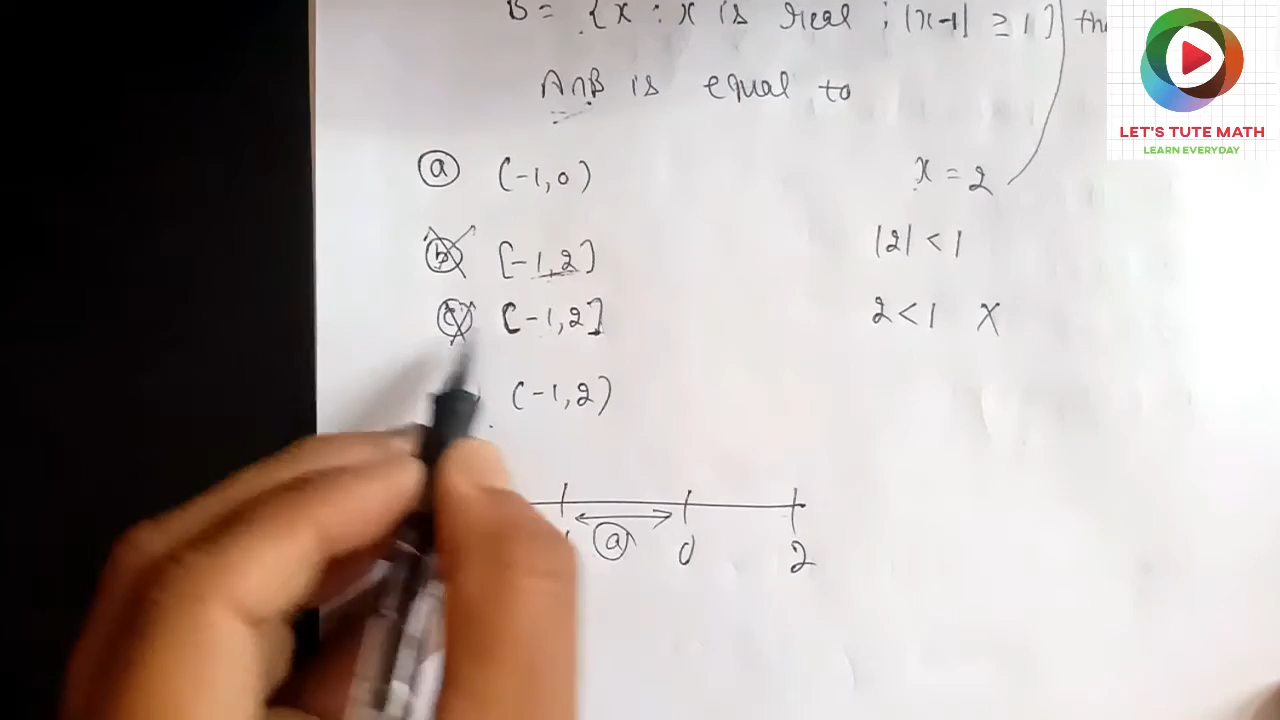 B = {x : x is real ; |x-1| ≥ 1}
A∩B is equal to
LET'S TUTE MATH
LEARN EVERYDAY
(a) (-1, 0)
x = 2
(b) [-1, 2]
|2| < 1
(c) [-1, 2]
2 < 1 X
(-1, 2)
(a)
0 2